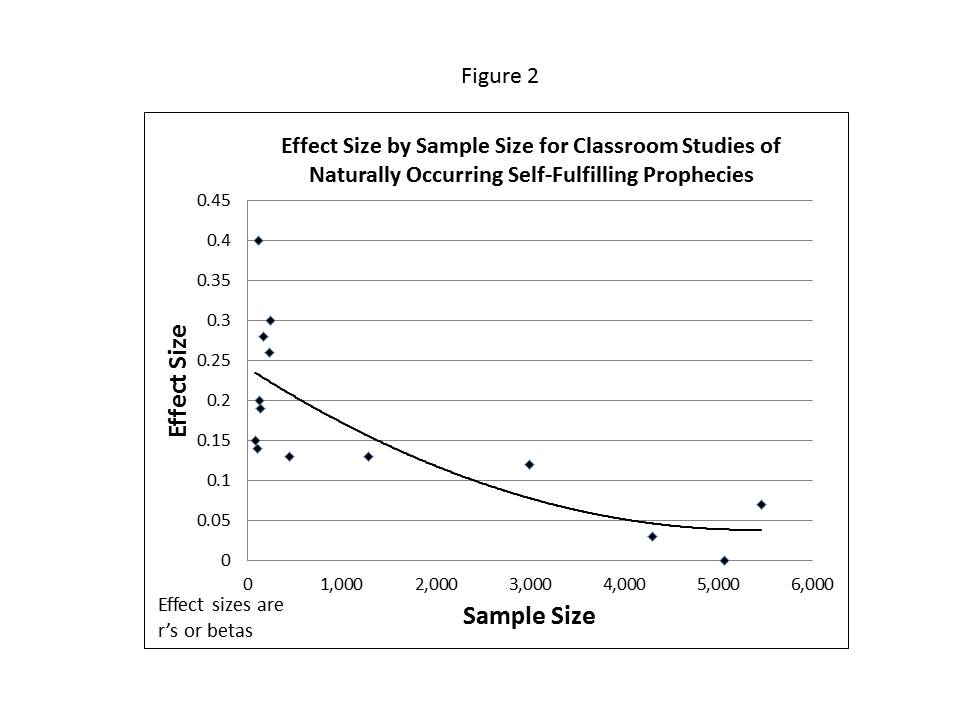 Figure 2
Effect Size by Sample Size for Classroom Studies of
Naturally Occurring Self-Fulfilling Prophecies
0.45
0.4
0.35
0.3
0.25
0.2
0.15
0.1
0.05
0
Effect Size
0 1,000 2,000 3,000 4,000 5,000 6,000
Sample Size
Effect sizes are
r’s or betas